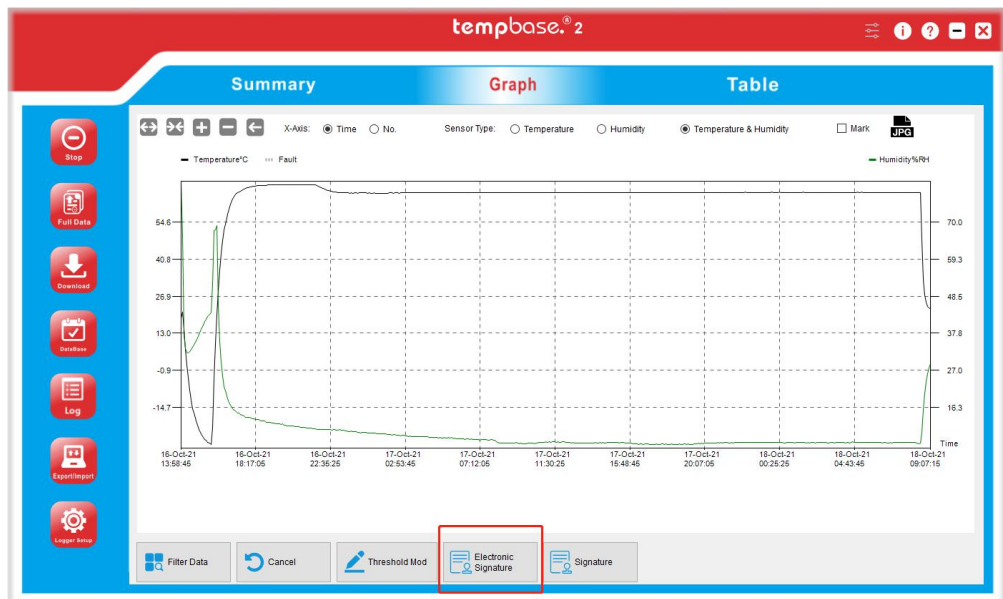 tempbase.® 2
Summary
Graph
Table
Stop
Full Data
Download
DataBase
Log
Export/Import
Logger Setup
X-Axis: Time No. Sensor Type: Temperature Humidity Temperature & Humidity Mark JPG
Temperature°C Fault Humidity%RH
54.6
40.8
26.9
13.0
-0.9
-14.7
70.0
59.3
48.5
37.8
27.0
16.3
Time
16-Oct-21 16-Oct-21 16-Oct-21 17-Oct-21 17-Oct-21 17-Oct-21 17-Oct-21 17-Oct-21 18-Oct-21 18-Oct-21 18-Oct-21
13:58:45 18:17:05 22:35:25 02:53:45 07:12:05 11:30:25 15:48:45 20:07:05 00:25:25 04:43:45 09:07:15
Filter Data
Cancel
Threshold Mod
Electronic
Signature
Signature